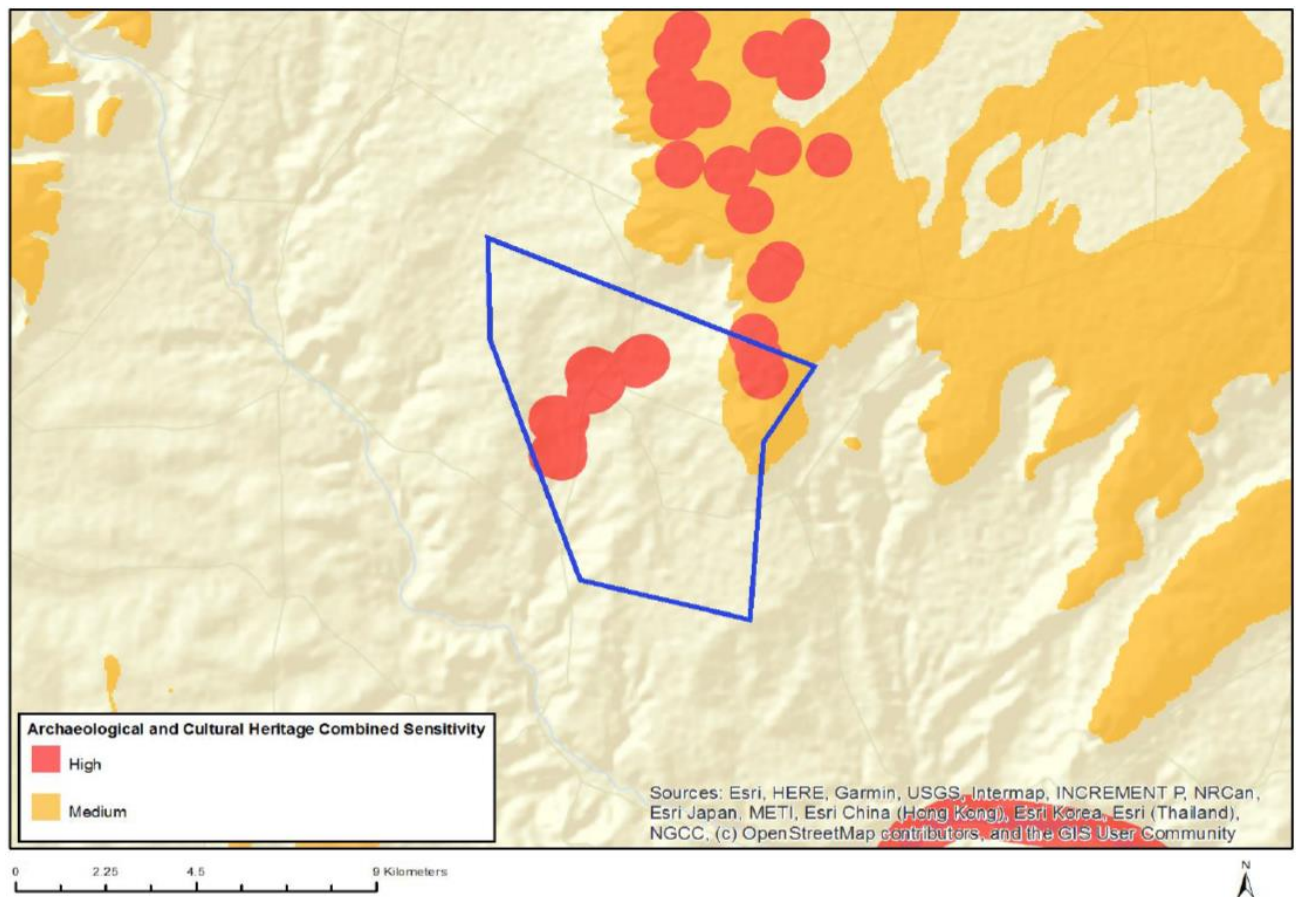 Archaeological and Cultural Heritage Combined Sensitivity
High
Medium
Sources: Esri, HERE, Garmin, USGS, Intermap, INCREMENT P, NRCan,
Esri Japan, METI, Esri China (Hong Kong), Esri Korea, Esri (Thailand),
NGCC, (c) OpenStreetMap contributors, and the GIS User Community
0 2.25 4.5 9 Kilometers
N